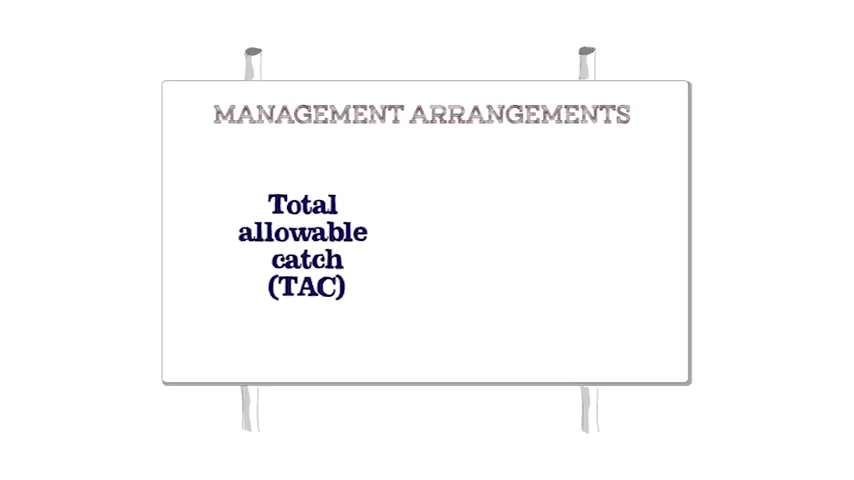 MANAGEMENT ARRANGEMENTS
Total
allowable
catch
(TAC)